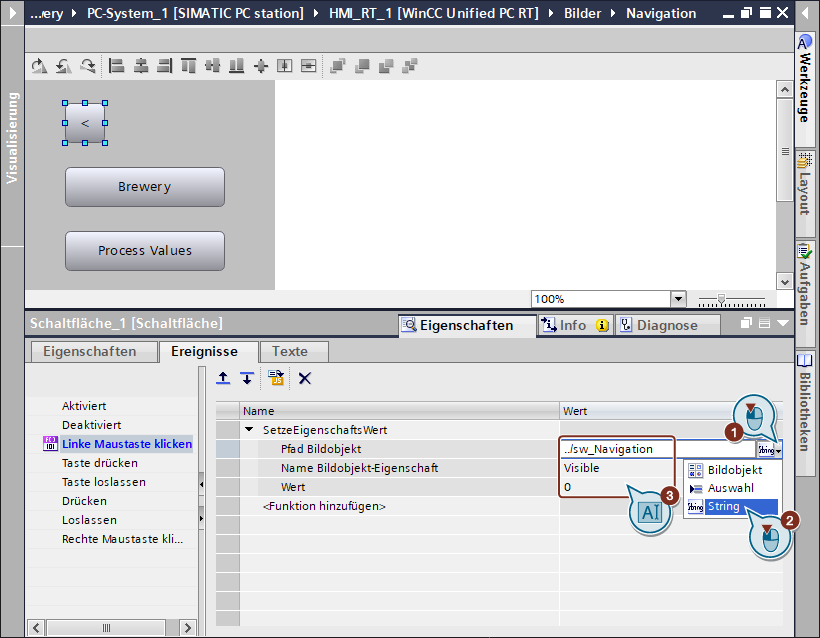 ...ery PC-System_1 [SIMATIC PC station] HMI_RT_1 [WinCC Unified PC RT] Bilder Navigation
Visualisierung
<
Brewery
Process Values
100%
Werkzeuge
Layout
Aufgaben
Bibliotheken
Schaltfläche_1 [Schaltfläche]
Eigenschaften Info Diagnose
Eigenschaften Ereignisse Texte
Aktiviert
Deaktiviert
Linke Maustaste klicken
Taste drücken
Taste loslassen
Drücken
Loslassen
Rechte Maustaste kli...
Name Wert
SetzeEigenschaftsWert
Pfad Bildobjekt ../sw_Navigation String
Name Bildobjekt-Eigenschaft Visible
Wert 0
<Funktion hinzufügen>
Bildobjekt
Auswahl
String String
1
2
3
AI